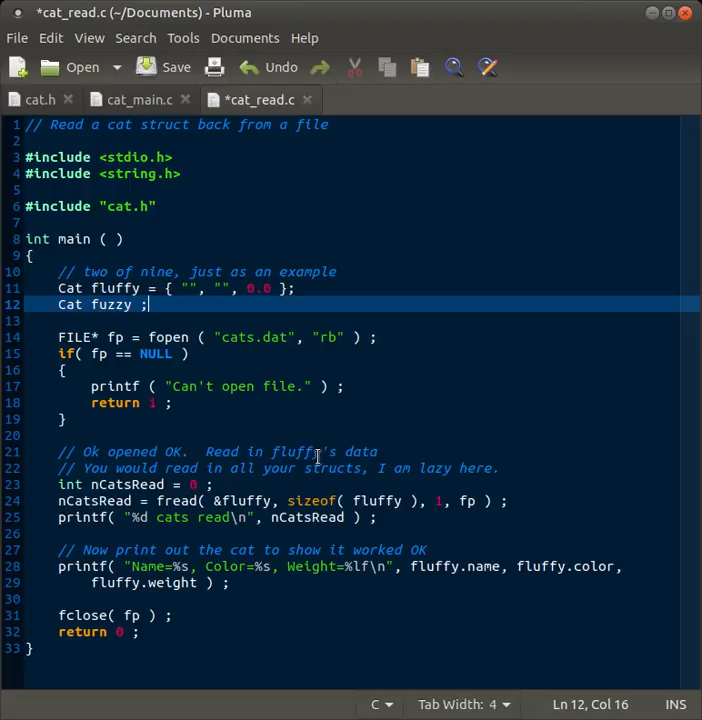 *cat_read.c (~/Documents) - Pluma
File Edit View Search Tools Documents Help
Open Save Undo
cat.h cat_main.c *cat_read.c
1 // Read a cat struct back from a file
2
3 #include <stdio.h>
4 #include <string.h>
5
6 #include "cat.h"
7
8 int main ( )
9 {
10     // two of nine, just as an example
11     Cat fluffy = { "", "", 0.0 };
12     Cat fuzzy ;
13
14     FILE* fp = fopen ( "cats.dat", "rb" ) ;
15     if( fp == NULL )
16     {
17         printf ( "Can't open file." ) ;
18         return 1 ;
19     }
20
21     // Ok opened OK.  Read in fluffy's data
22     // You would read in all your structs, I am lazy here.
23     int nCatsRead = 0 ;
24     nCatsRead = fread( &fluffy, sizeof( fluffy ), 1, fp ) ;
25     printf( "%d cats read\n", nCatsRead ) ;
26
27     // Now print out the cat to show it worked OK
28     printf( "Name=%s, Color=%s, Weight=%lf\n", fluffy.name, fluffy.color,
29         fluffy.weight ) ;
30
31     fclose( fp ) ;
32     return 0 ;
33 }
C Tab Width: 4 Ln 12, Col 16 INS